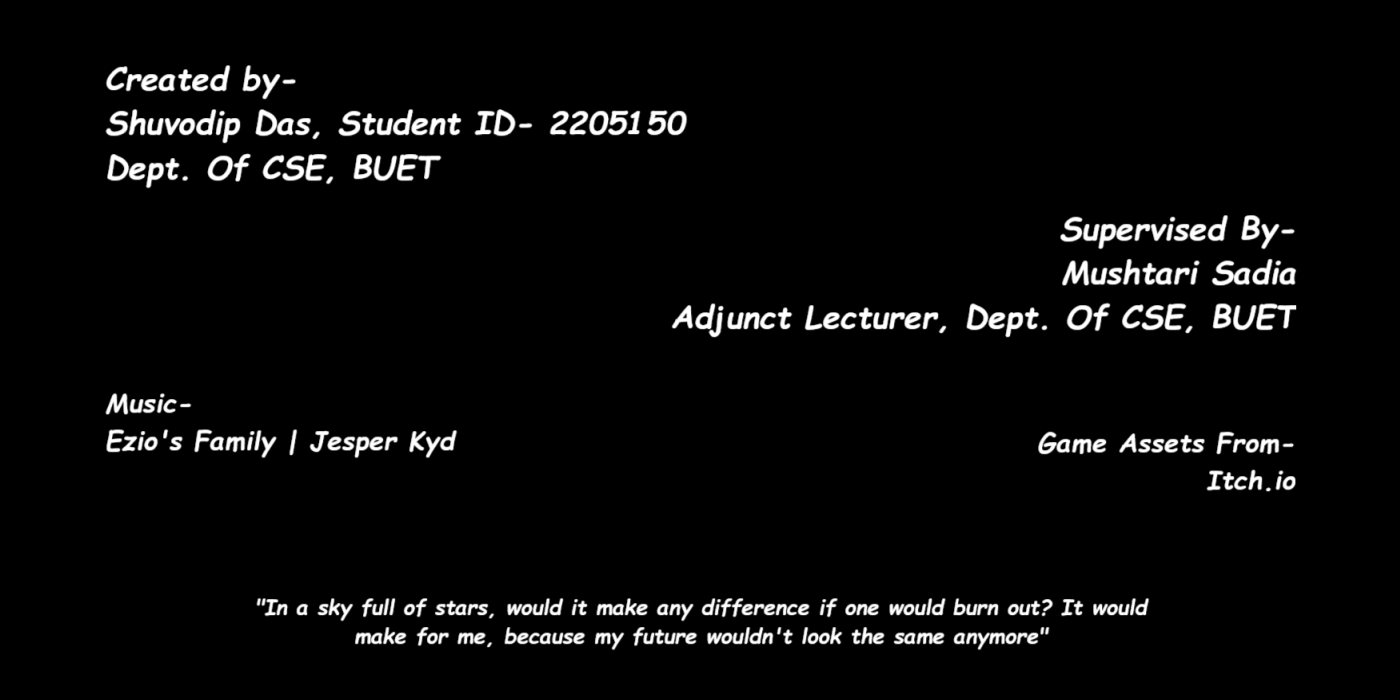 Created by-
Shuvodip Das, Student ID- 2205150
Dept. Of CSE, BUET
Supervised By-
Mushtari Sadia
Adjunct Lecturer, Dept. Of CSE, BUET
Music-
Ezio's Family | Jesper Kyd
Game Assets From-
Itch.io
"In a sky full of stars, would it make any difference if one would burn out? It would
make for me, because my future wouldn't look the same anymore"